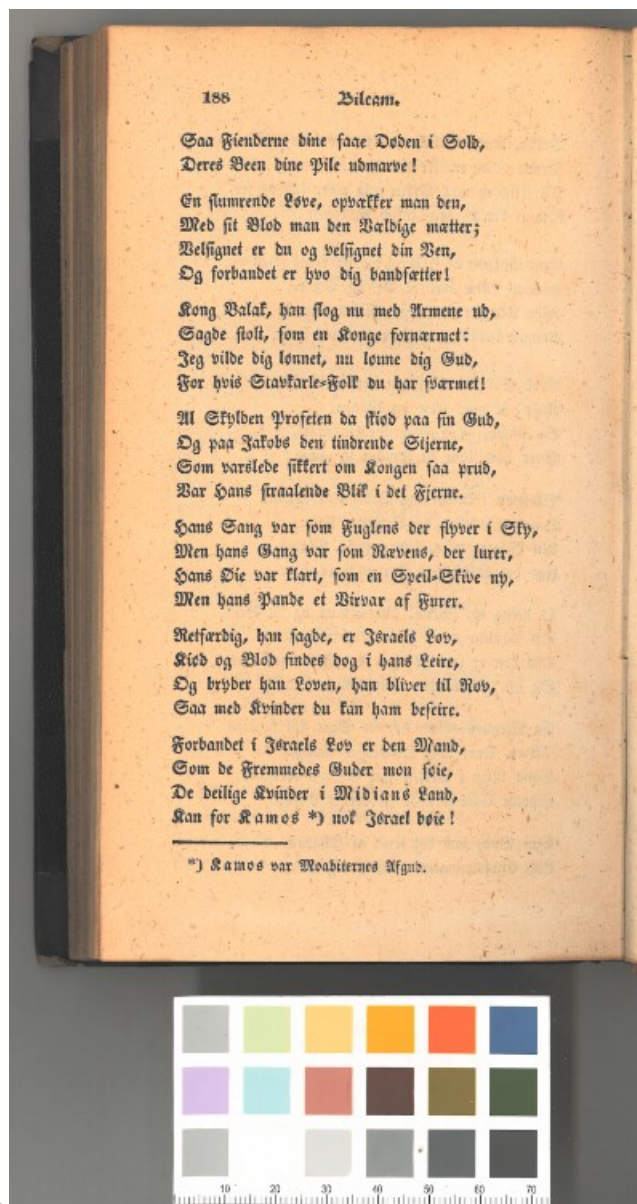 188 Bileam.
Saa Fienderne dine faae Døden i Sold,
Deres Been dine Pile udmarve!
En slumrende Løve, opvækker man den,
Med sit Blod man den Vældige mætter;
Velsignet er du og velsignet din Ven,
Og forbandet er hvo dig bandsætter!
Kong Balak, han slog nu med Armene ud,
Sagde stolt, som en Konge fornærmet:
Jeg vilde dig lønnet, nu lønne dig Gud,
For hvis Stavkarle-Folk du har sværmet!
Al Skylden Profeten da skiød paa sin Gud,
Og paa Jakobs den tindrende Stjerne,
Som varslede sikkert om Kongen saa prud,
Var Hans straalende Blik i det Fjerne.
Hans Sang var som Fuglens der flyver i Sky,
Men hans Gang var som Rævens, der lurer,
Hans Øie var klart, som en Speil-Skive ny,
Men hans Pande et Virvar af Furer.
Retfærdig, han sagde, er Israels Lov,
Kiød og Blod findes dog i hans Leire,
Og bryder han Loven, han bliver til Rov,
Saa med Kvinder du kan ham beseire.
Forbandet i Israels Lov er den Mand,
Som de Fremmedes Guder mon føie,
De deilige Kvinder i Midians Land,
Kan for Kamos *) nok Israel bøie!
*) Kamos var Moabiternes Afgud.
10 20 30 40 50 60 70